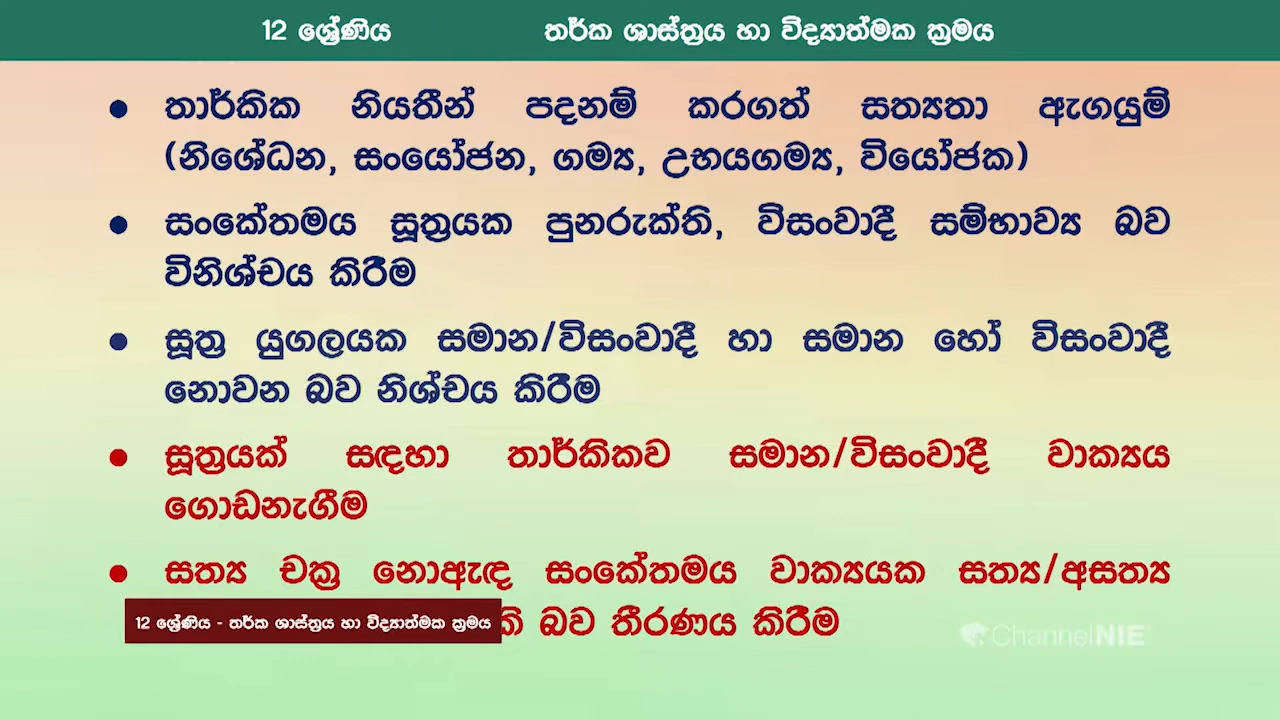 12 ශ්‍රේණිය තර්ක ශාස්ත්‍රය හා විද්‍යාත්මක ක්‍රමය
• තාර්කික නියතීන් පදනම් කරගත් සත්‍යතා ඇගයුම්
(නිශේධන, සංයෝජන, ගම්‍ය, උභයගම්‍ය, වියෝජක)
• සංකේතමය සූත්‍රයක පුනරුක්ති, විසංවාදී සම්භාව්‍ය බව
විනිශ්චය කිරීම
• සූත්‍ර යුගලයක සමාන/විසංවාදී හා සමාන හෝ විසංවාදී
නොවන බව නිශ්චය කිරීම
• සූත්‍රයක් සඳහා තාර්කිකව සමාන/විසංවාදී වාක්‍යය
ගොඩනැගීම
• සත්‍ය චක්‍ර නොඇඳ සංකේතමය වාක්‍යයක සත්‍ය/අසත්‍ය
බව තීරණය කිරීම
12 ශ්‍රේණිය - තර්ක ශාස්ත්‍රය හා විද්‍යාත්මක ක්‍රමය
ChannelNIE